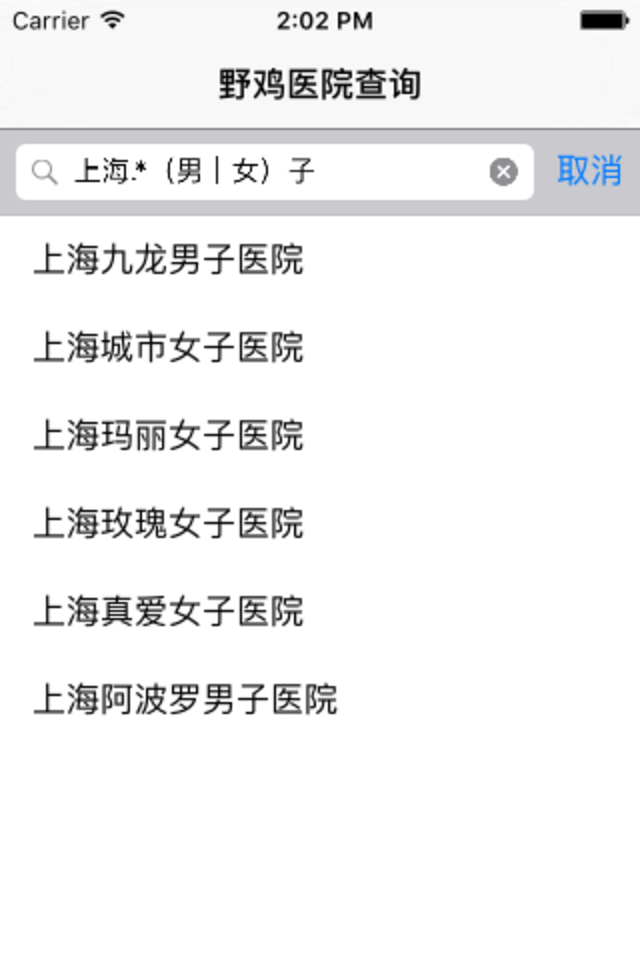 Carrier 2:02 PM
野鸡医院查询
上海.*（男｜女）子 取消
上海九龙男子医院
上海城市女子医院
上海玛丽女子医院
上海玫瑰女子医院
上海真爱女子医院
上海阿波罗男子医院